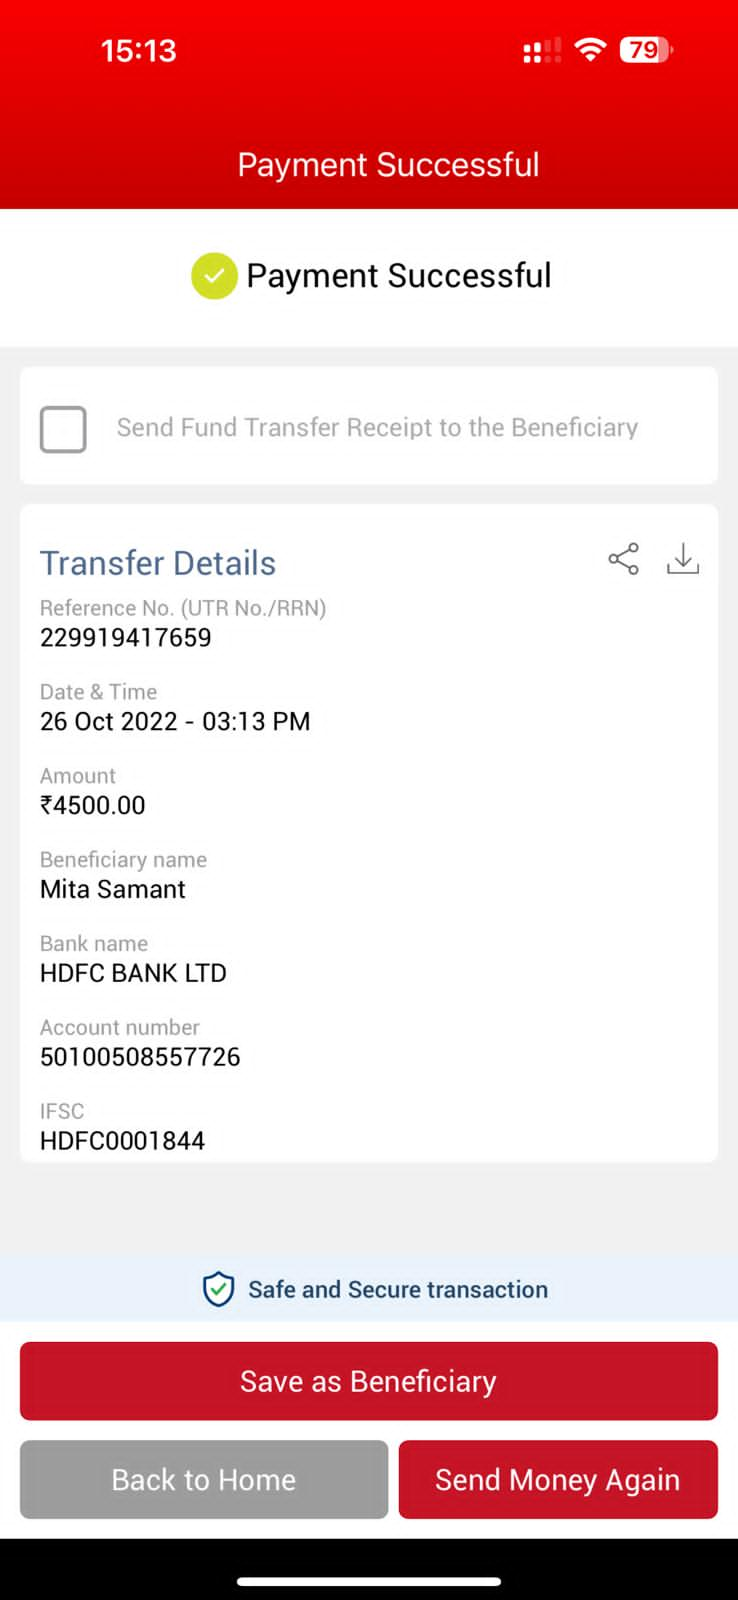 15:13
79
Payment Successful
Payment Successful
Send Fund Transfer Receipt to the Beneficiary
Transfer Details
Reference No. (UTR No./RRN)
229919417659
Date & Time
26 Oct 2022 - 03:13 PM
Amount
₹4500.00
Beneficiary name
Mita Samant
Bank name
HDFC BANK LTD
Account number
50100508557726
IFSC
HDFC0001844
Safe and Secure transaction
Save as Beneficiary
Back to Home
Send Money Again